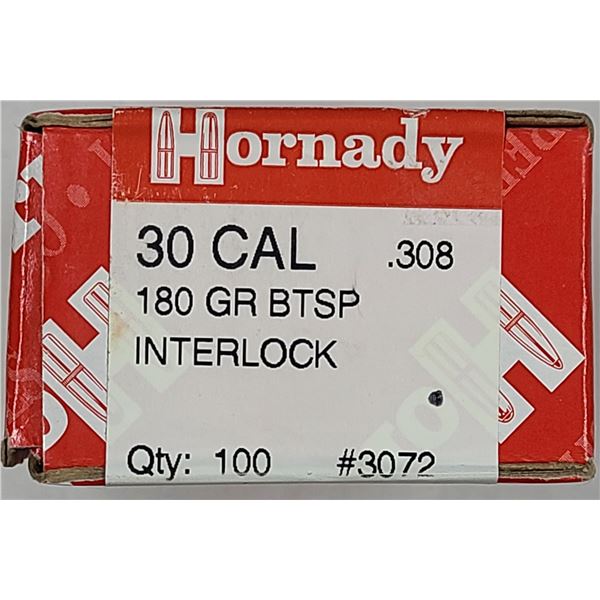 Hornady
30 CAL .308
180 GR BTSP
INTERLOCK
Qty: 100 #3072